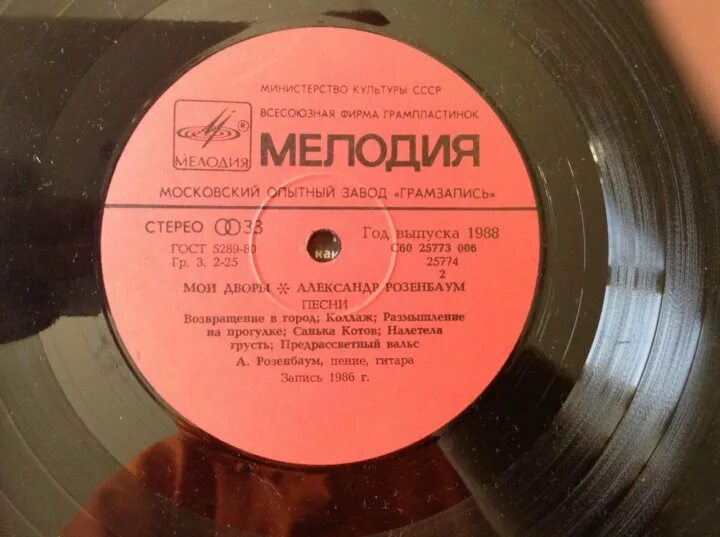 МИНИСТЕРСТВО КУЛЬТУРЫ СССР
ВСЕСОЮЗНАЯ ФИРМА ГРАМПЛАСТИНОК
® МЕЛОДИЯ
МЕЛОДИЯ
МОСКОВСКИЙ ОПЫТНЫЙ ЗАВОД «ГРАМЗАПИСЬ»
СТЕРЕО 33
Год выпуска 1988
ГОСТ 5289-80
С60 25773 006
Гр. 3. 2-25
25774
2
как
МОИ ДВОРЫ ⚹ АЛЕКСАНДР РОЗЕНБАУМ
ПЕСНИ
Возвращение в город; Коллаж; Размышление
на прогулке; Санька Котов; Налетела
грусть; Предрассветный вальс
А. Розенбаум, пение, гитара
Запись 1986 г.